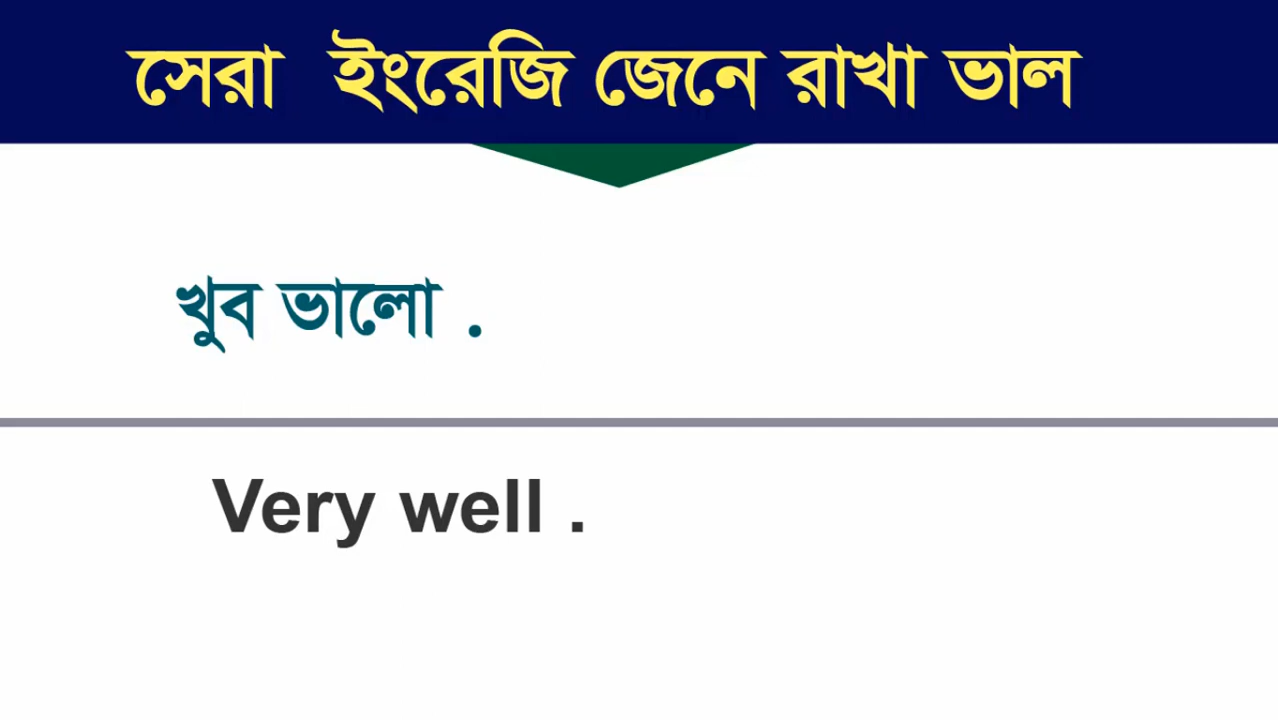 সেরা ইংরেজি জেনে রাখা ভাল
খুব ভালো .
Very well .